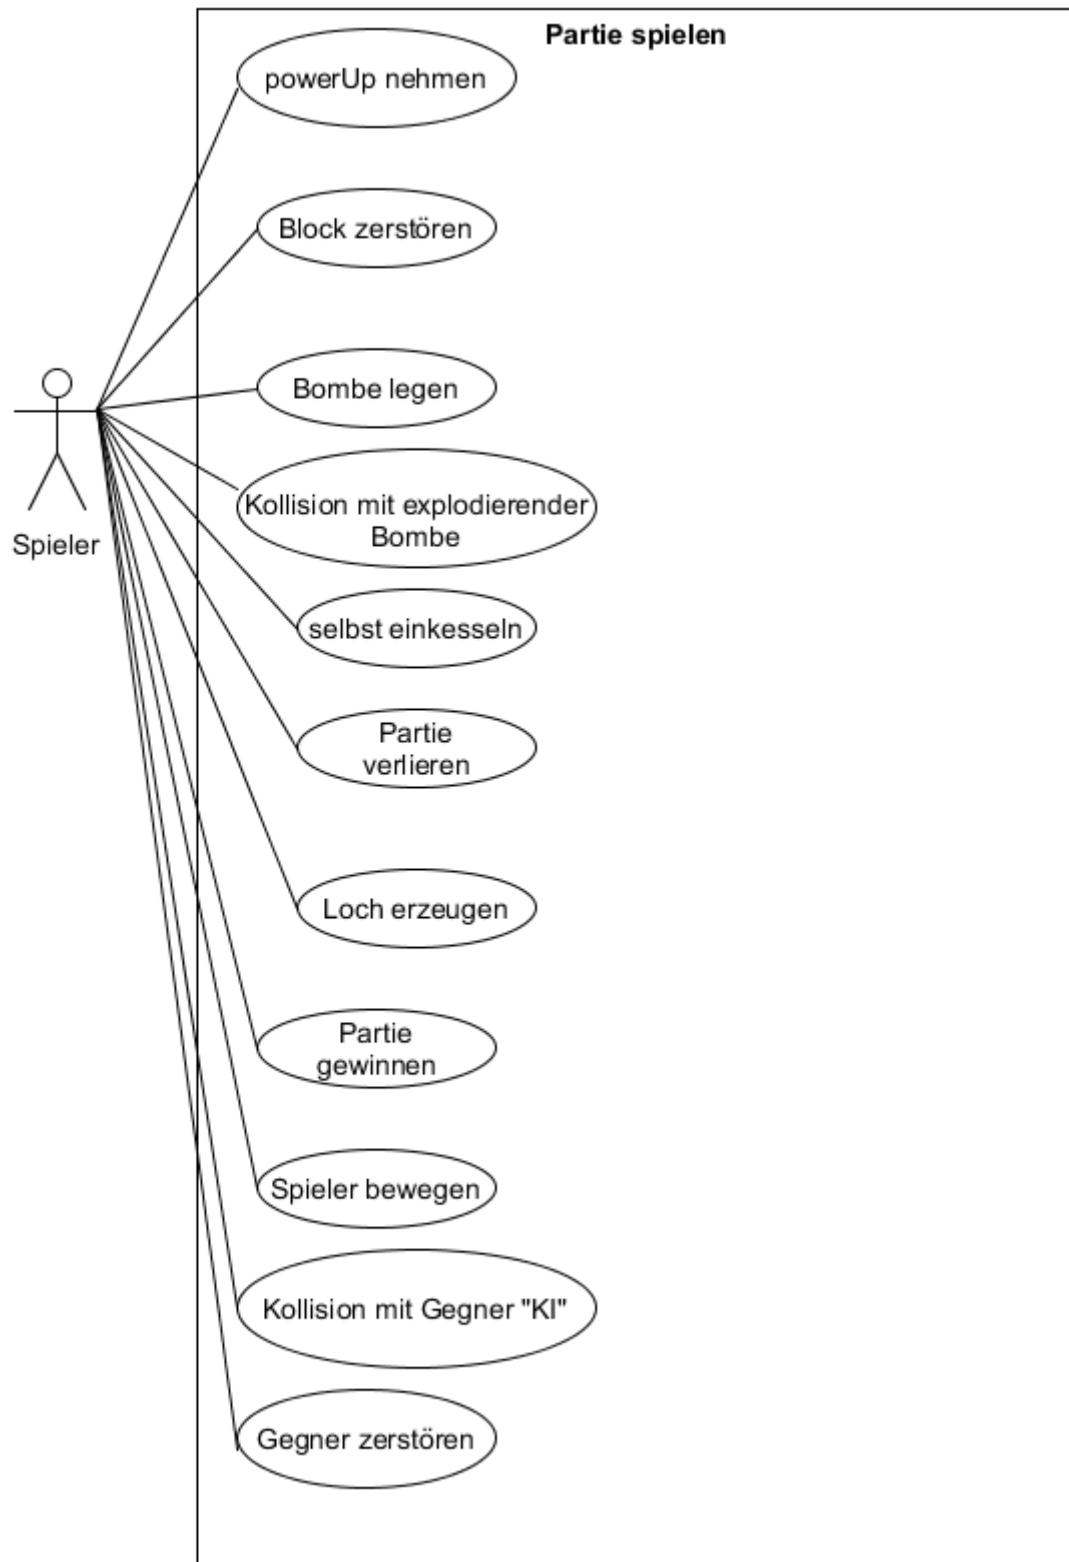 Partie spielen
powerUp nehmen
Block zerstören
Bombe legen
Kollision mit explodierender
Bombe
Spieler
selbst einkesseln
Partie
verlieren
Loch erzeugen
Partie
gewinnen
Spieler bewegen
Kollision mit Gegner "KI"
Gegner zerstören